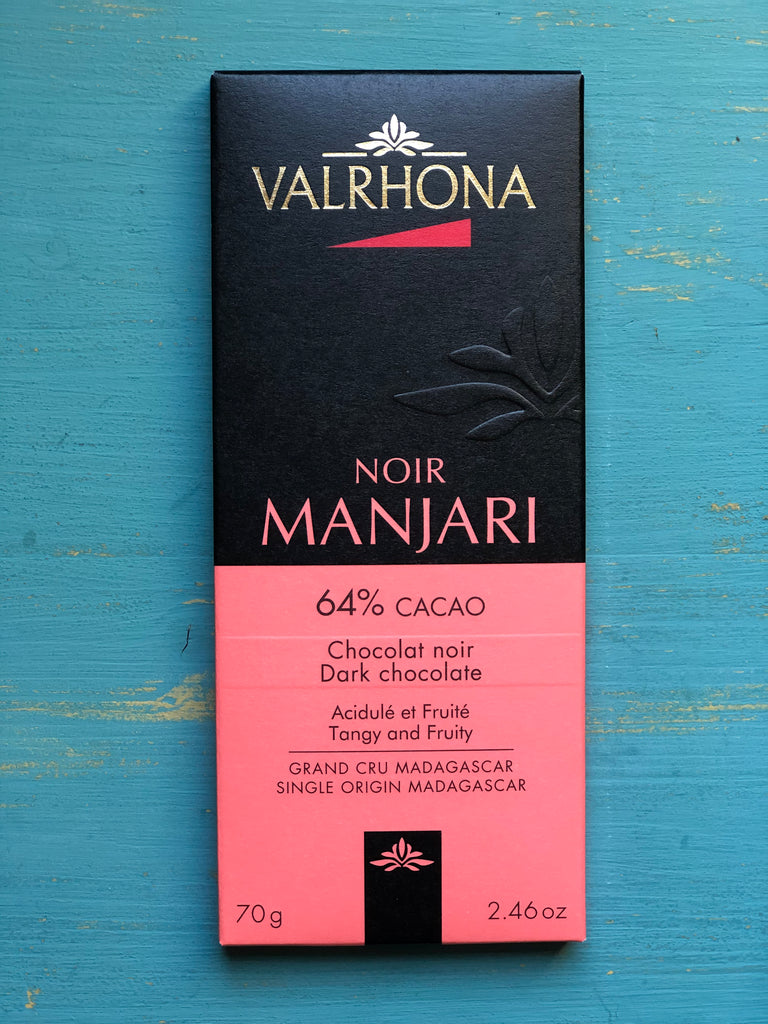 VALRHONA
NOIR
MANJARI
64% CACAO
Chocolat noir
Dark chocolate
Acidulé et Fruité
Tangy and Fruity
GRAND CRU MADAGASCAR
SINGLE ORIGIN MADAGASCAR
70g 2.46oz